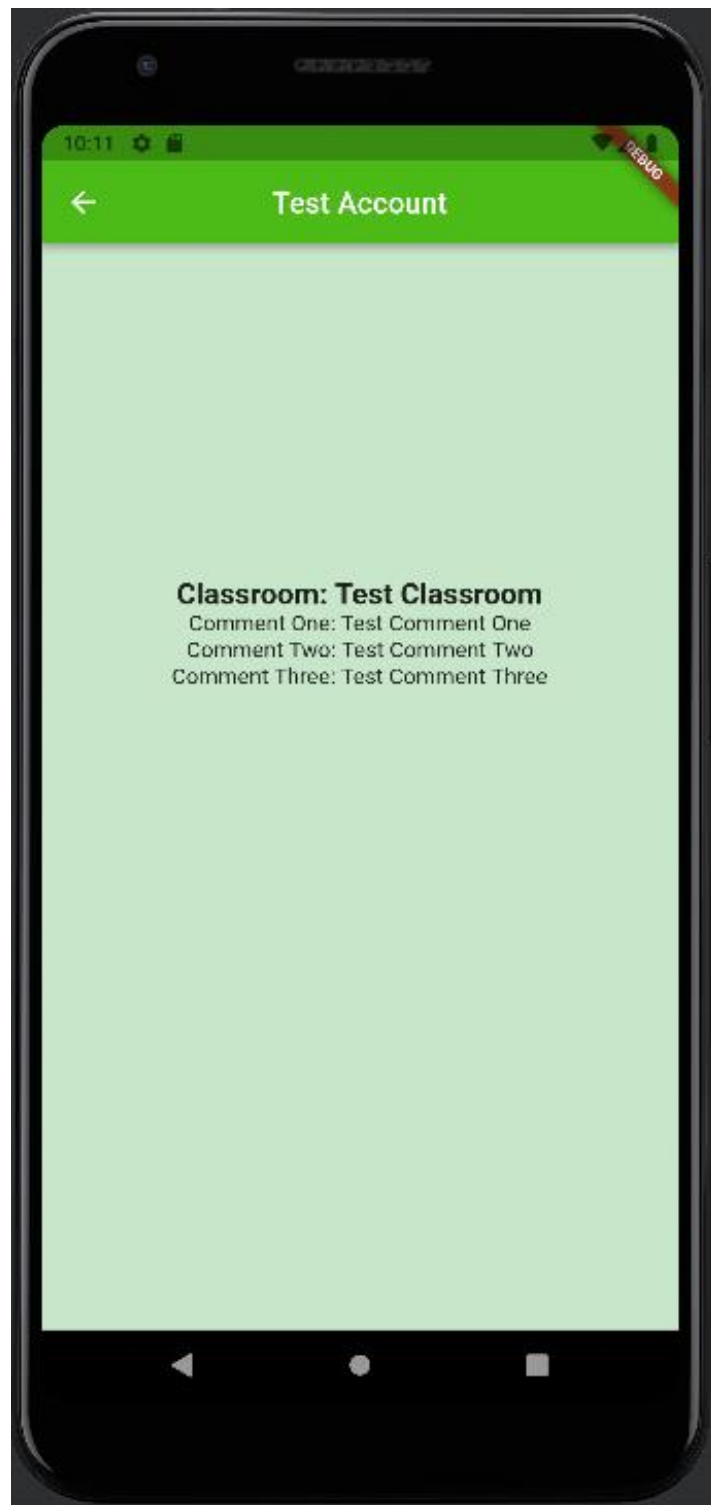 10:11
DEBUG
Test Account
Classroom: Test Classroom
Comment One: Test Comment One
Comment Two: Test Comment Two
Comment Three: Test Comment Three